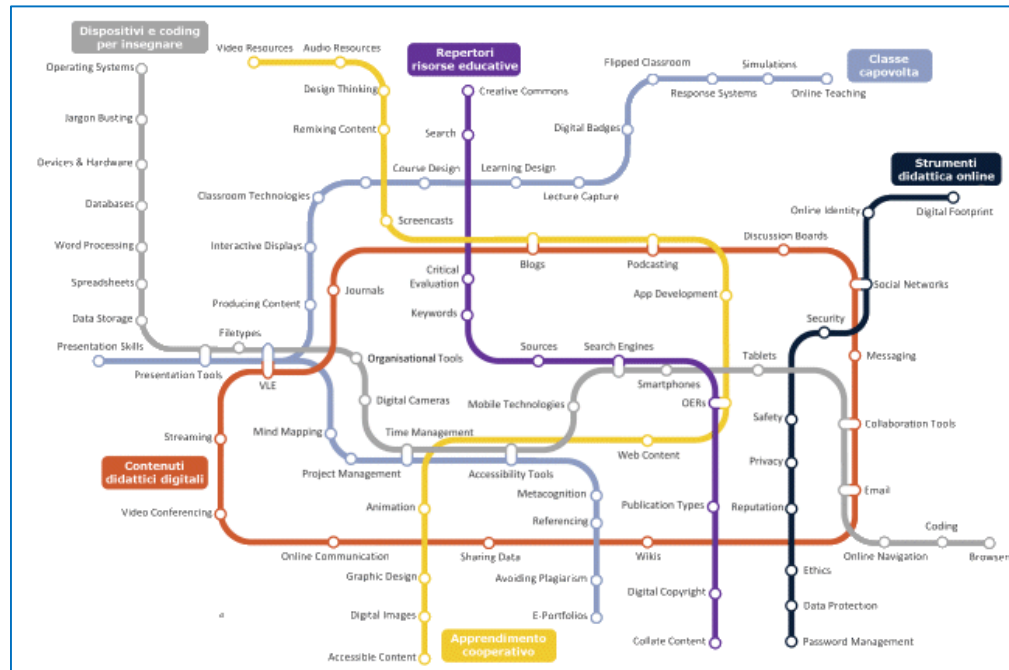 Dispositivi e coding
per insegnare
Video Resources
Audio Resources
Repertori
risorse educative
Flipped Classroom
Simulations
Classe
capovolta
Operating Systems
Design Thinking
Creative Commons
Response Systems
Online Teaching
Jargon Busting
Remixing Content
Search
Digital Badges
Devices & Hardware
Course Design
Learning Design
Strumenti
didattica online
Classroom Technologies
Lecture Capture
Databases
Screencasts
Online Identity
Digital Footprint
Word Processing
Interactive Displays
Discussion Boards
Blogs
Podcasting
Spreadsheets
Journals
Critical
Evaluation
App Development
Social Networks
Producing Content
Keywords
Data Storage
Security
Filetypes
Presentation Skills
Organisational Tools
Sources
Search Engines
Tablets
Messaging
Presentation Tools
VLE
Smartphones
Digital Cameras
Mobile Technologies
OERs
Streaming
Mind Mapping
Time Management
Safety
Collaboration Tools
Web Content
Contenuti
didattici digitali
Project Management
Accessibility Tools
Privacy
Metacognition
Email
Video Conferencing
Animation
Referencing
Publication Types
Reputation
Coding
Online Communication
Sharing Data
Wikis
Online Navigation
Browser
Graphic Design
Avoiding Plagiarism
Ethics
Digital Copyright
a
Digital Images
E-Portfolios
Data Protection
Apprendimento
cooperativo
Collate Content
Password Management
Accessible Content